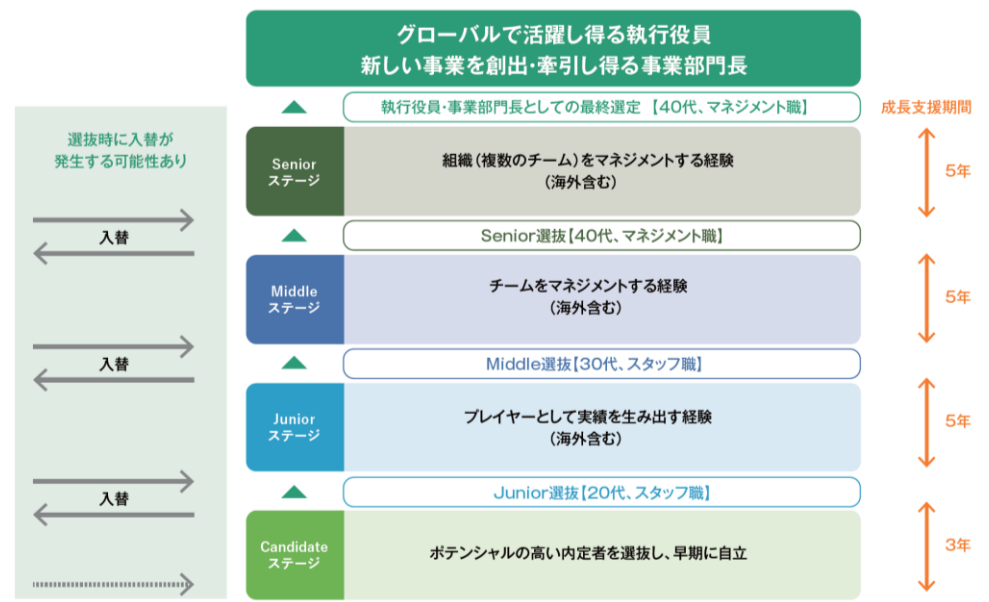 グローバルで活躍し得る執行役員
新しい事業を創出・牽引し得る事業部門長
執行役員・事業部門長としての最終選定 【40代、マネジメント職】
成長支援期間
選抜時に入替が
発生する可能性あり
Senior
ステージ
組織(複数のチーム)をマネジメントする経験
(海外含む)
5年
入替
Senior選抜【40代、マネジメント職】
Middle
ステージ
チームをマネジメントする経験
(海外含む)
5年
入替
Middle選抜【30代、スタッフ職】
Junior
ステージ
プレイヤーとして実績を生み出す経験
(海外含む)
5年
入替
Junior選抜【20代、スタッフ職】
Candidate
ステージ
ポテンシャルの高い内定者を選抜し、早期に自立
3年